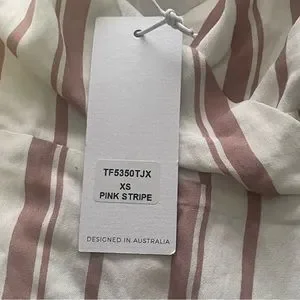 TF5350TJX
XS
PINK STRIPE
DESIGNED IN AUSTRALIA